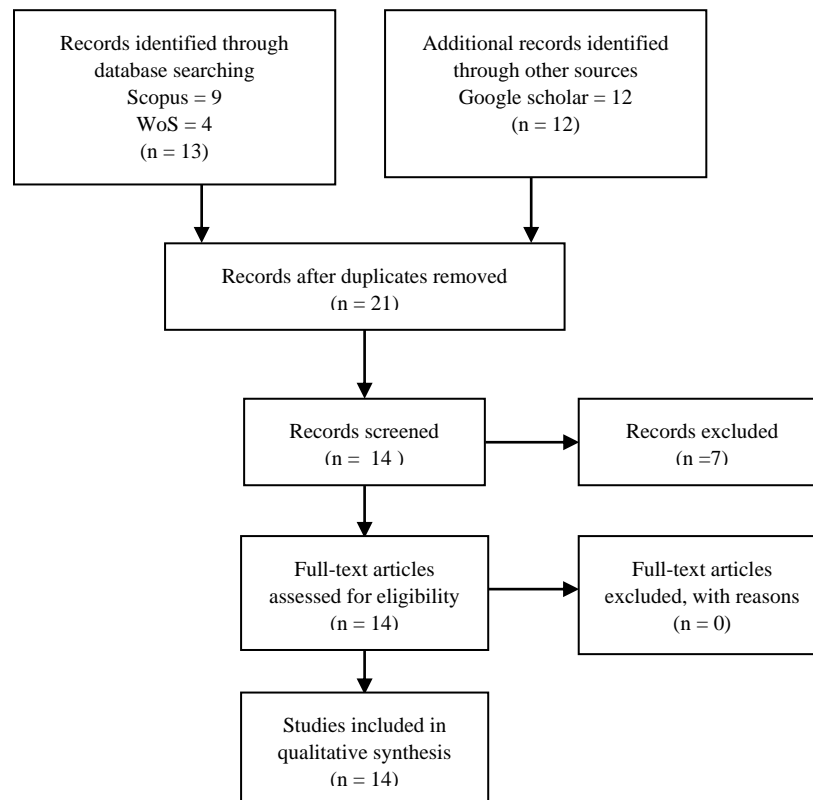 Records identified through
database searching
Scopus = 9
WoS = 4
(n = 13)
Additional records identified
through other sources
Google scholar = 12
(n = 12)
Records after duplicates removed
(n = 21)
Records screened
(n = 14 )
Records excluded
(n =7)
Full-text articles
assessed for eligibility
(n = 14)
Full-text articles
excluded, with reasons
(n = 0)
Studies included in
qualitative synthesis
(n = 14)